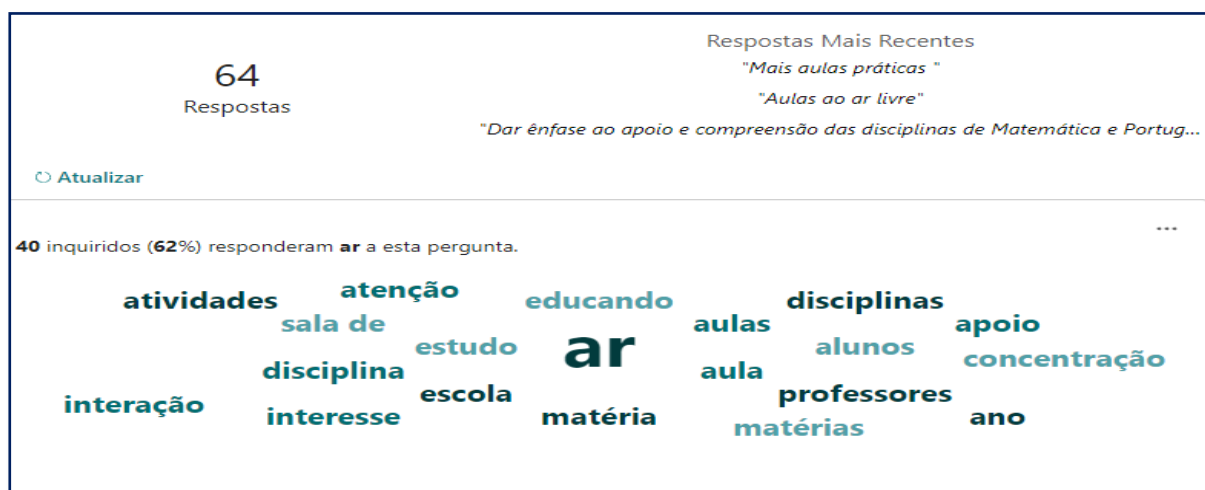 64
Respostas
Respostas Mais Recentes
"Mais aulas práticas "
"Aulas ao ar livre"
"Dar ênfase ao apoio e compreensão das disciplinas de Matemática e Portug...
Atualizar
...
40 inquiridos (62%) responderam ar a esta pergunta.
atividades atenção educando disciplinas
sala de aulas apoio
estudo ar alunos concentração
disciplina aula
interação escola professores
interesse matéria matérias ano